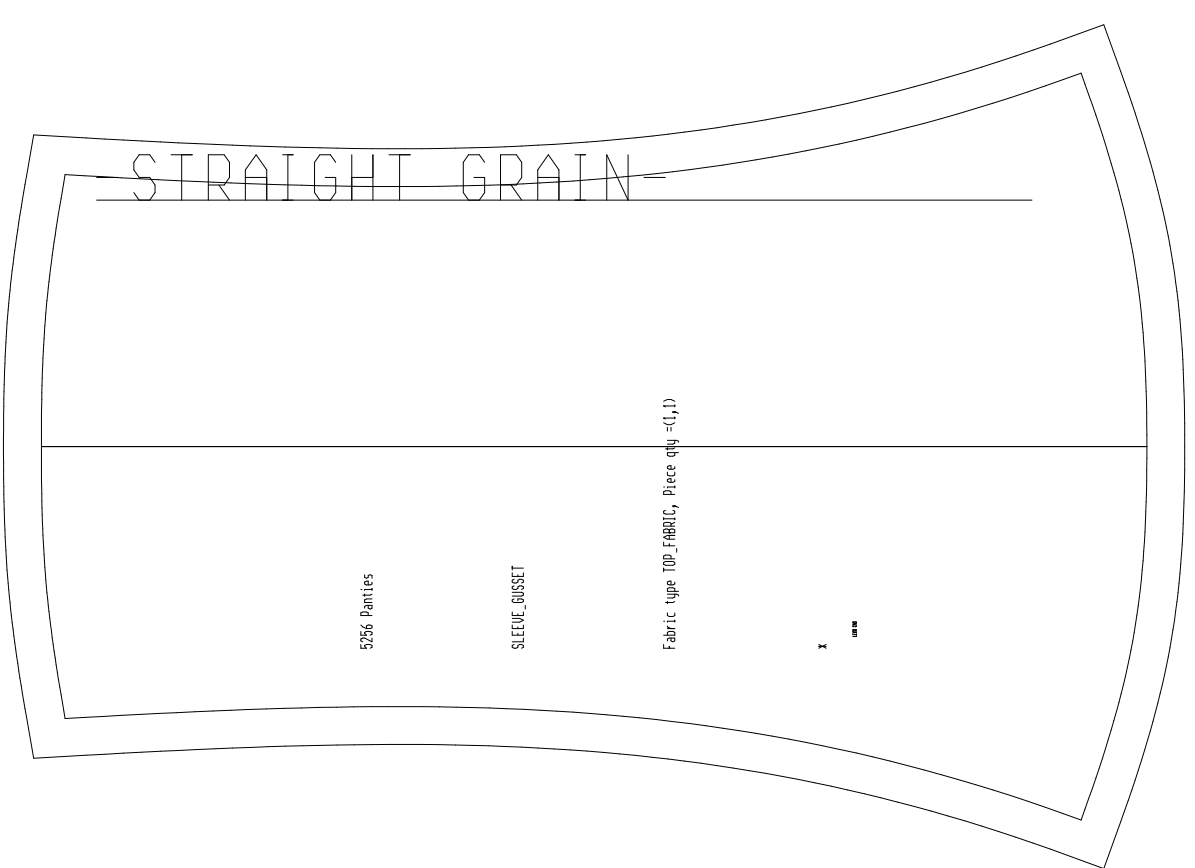 -STRAIGHT GRAIN-
5256 Panties
SLEEVE_GUSSET
Fabric type TOP_FABRIC, Piece qty =(1,1)